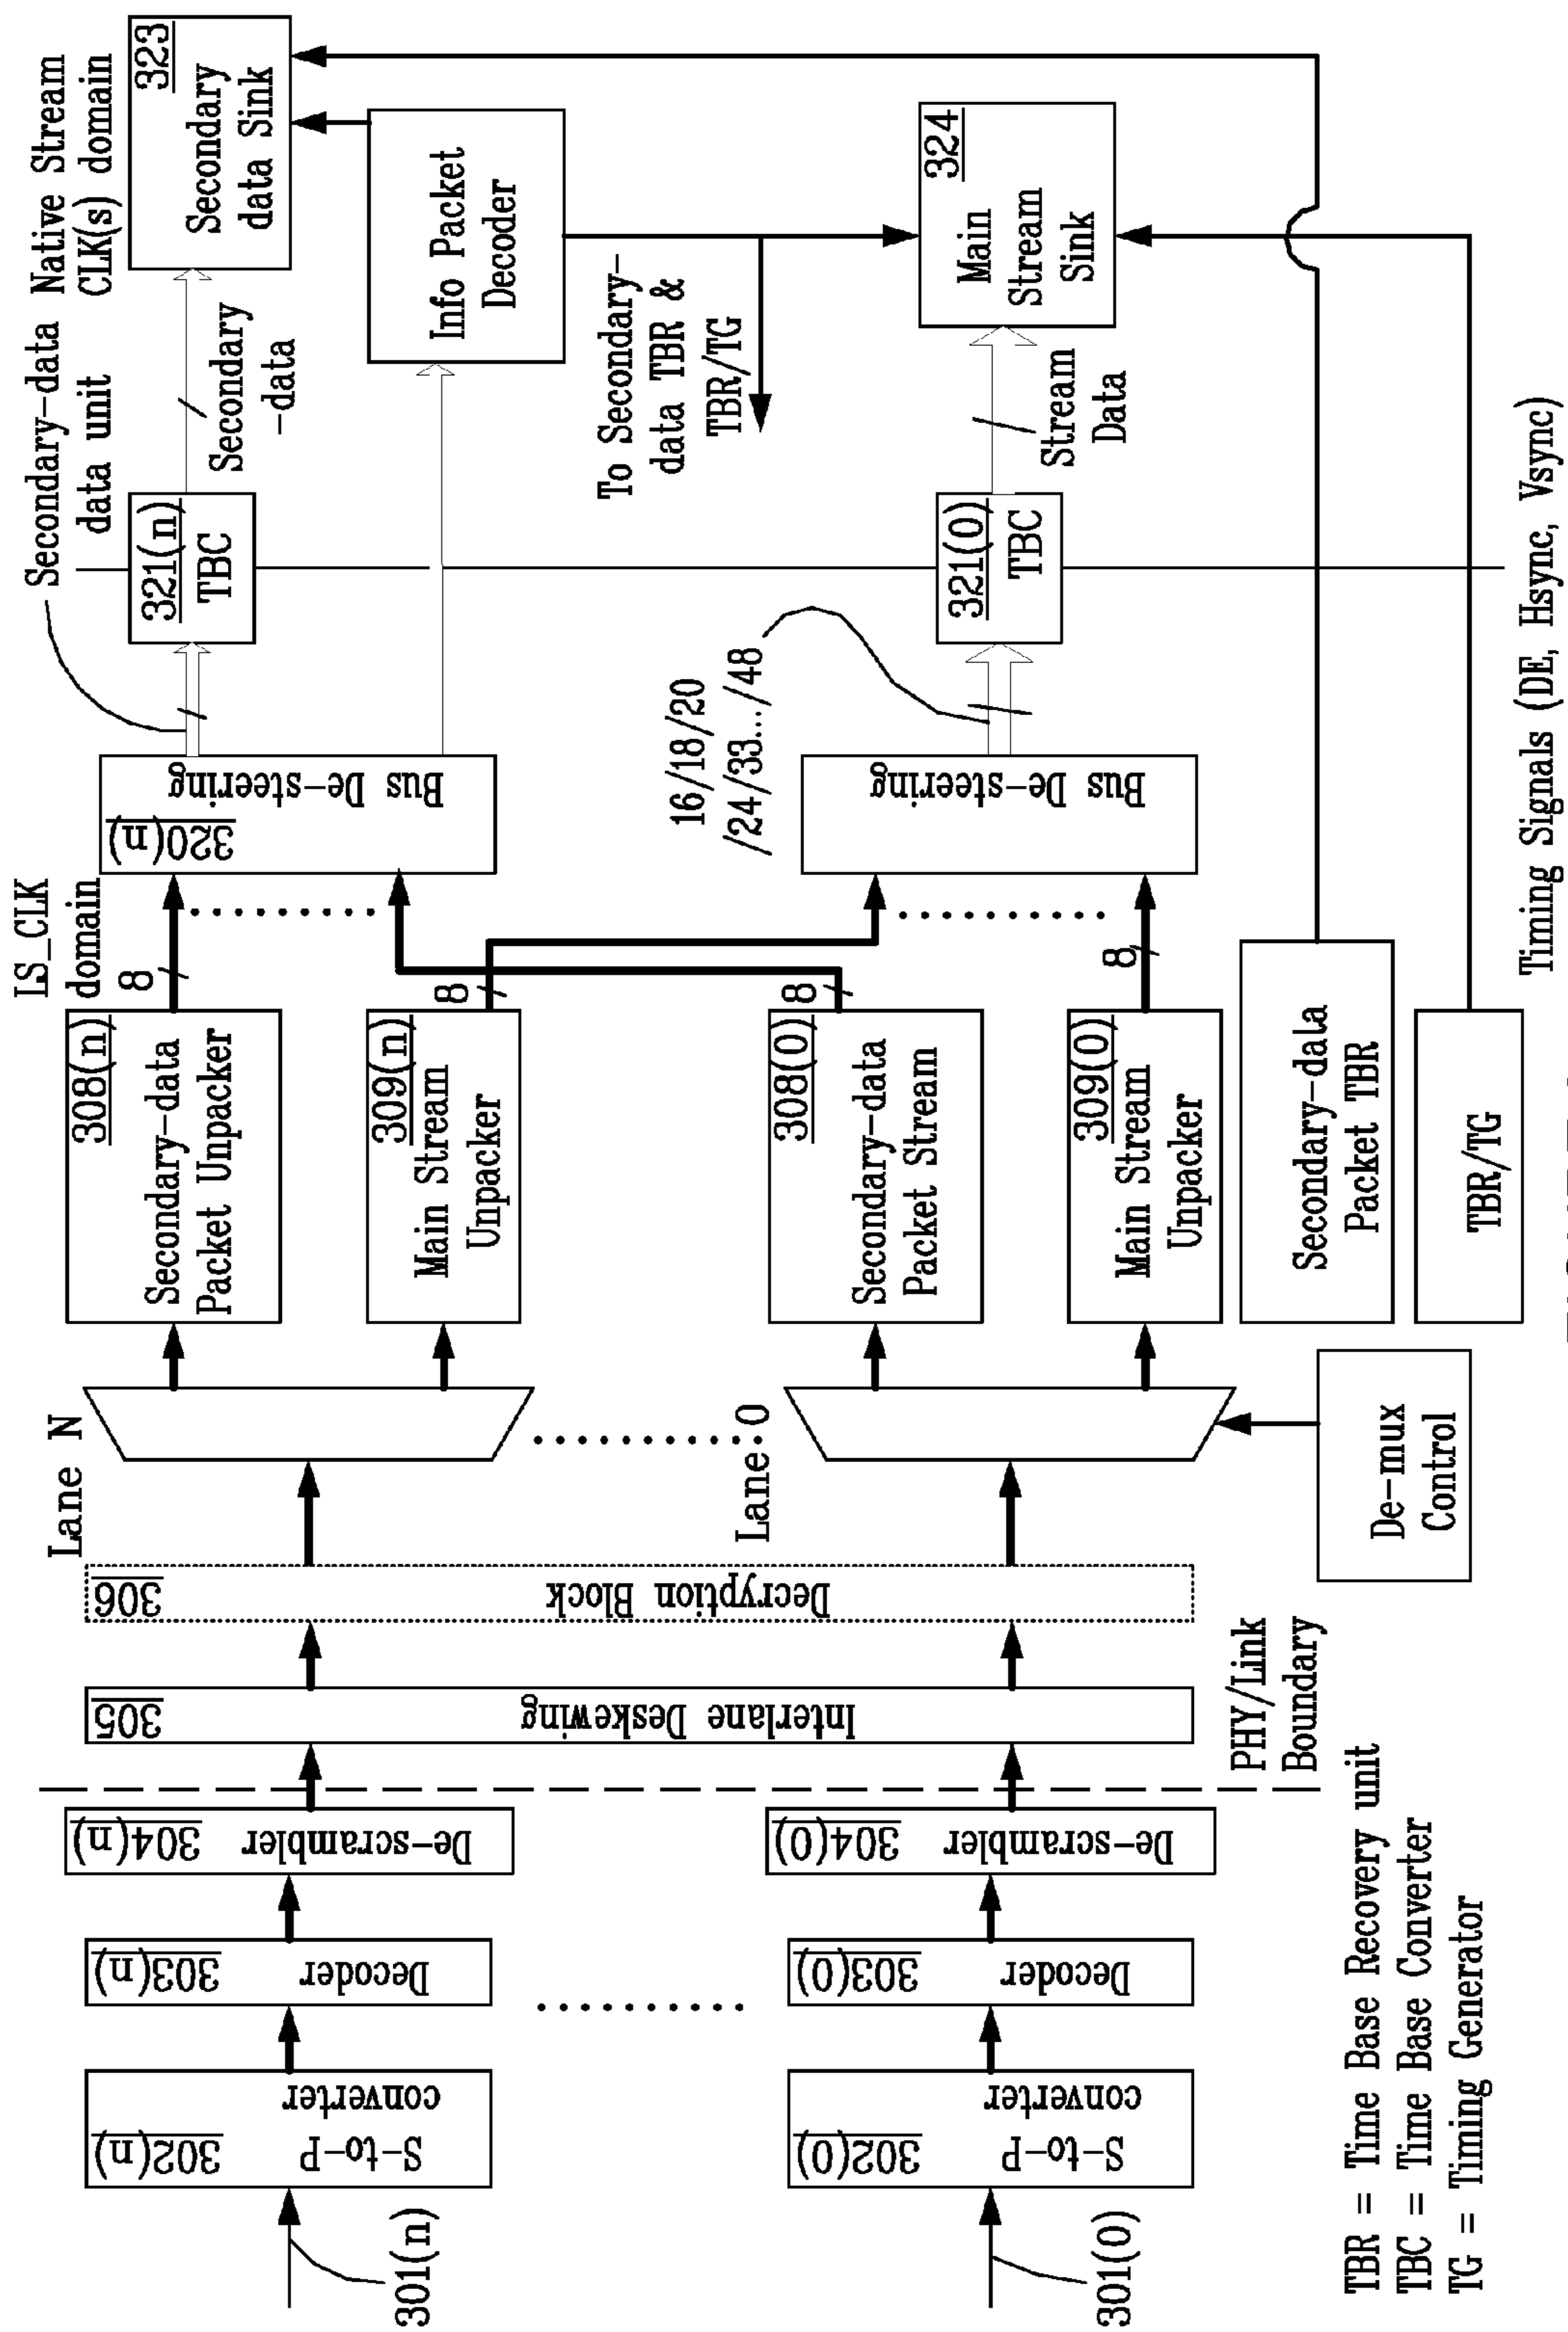 301(n)
301(0)
302(n)
S-to-P
converter
302(0)
S-to-P
converter
303(n)
Decoder
303(0)
Decoder
304(n)
De-scrambler
304(0)
De-scrambler
PHY/Link
Boundary
305
Interlane Deskewing
306
Decryption Block
Lane N
Lane 0
De-mux
Control
308(n)
Secondary-data
Packet Unpacker
309(n)
Main Stream
Unpacker
308(0)
Secondary-data
Packet Stream
309(0)
Main Stream
Unpacker
Secondary-data
Packet TBR
TBR/TG
LS_CLK
domain
8
8
8
8
320(n)
Bus De-steering
Bus De-steering
16/18/20
/24/33.../48
Secondary-data
data unit
321(n)
TBC
321(0)
TBC
Native Stream
CLK(s) domain
Secondary
-data
Info Packet
Decoder
To Secondary-
data TBR &
TBR/TG
Stream
Data
323
Secondary
data Sink
324
Main
Stream
Sink
Timing Signals (DE, Hsync, Vsync)
TBR = Time Base Recovery unit
TBC = Time Base Converter
TG = Timing Generator